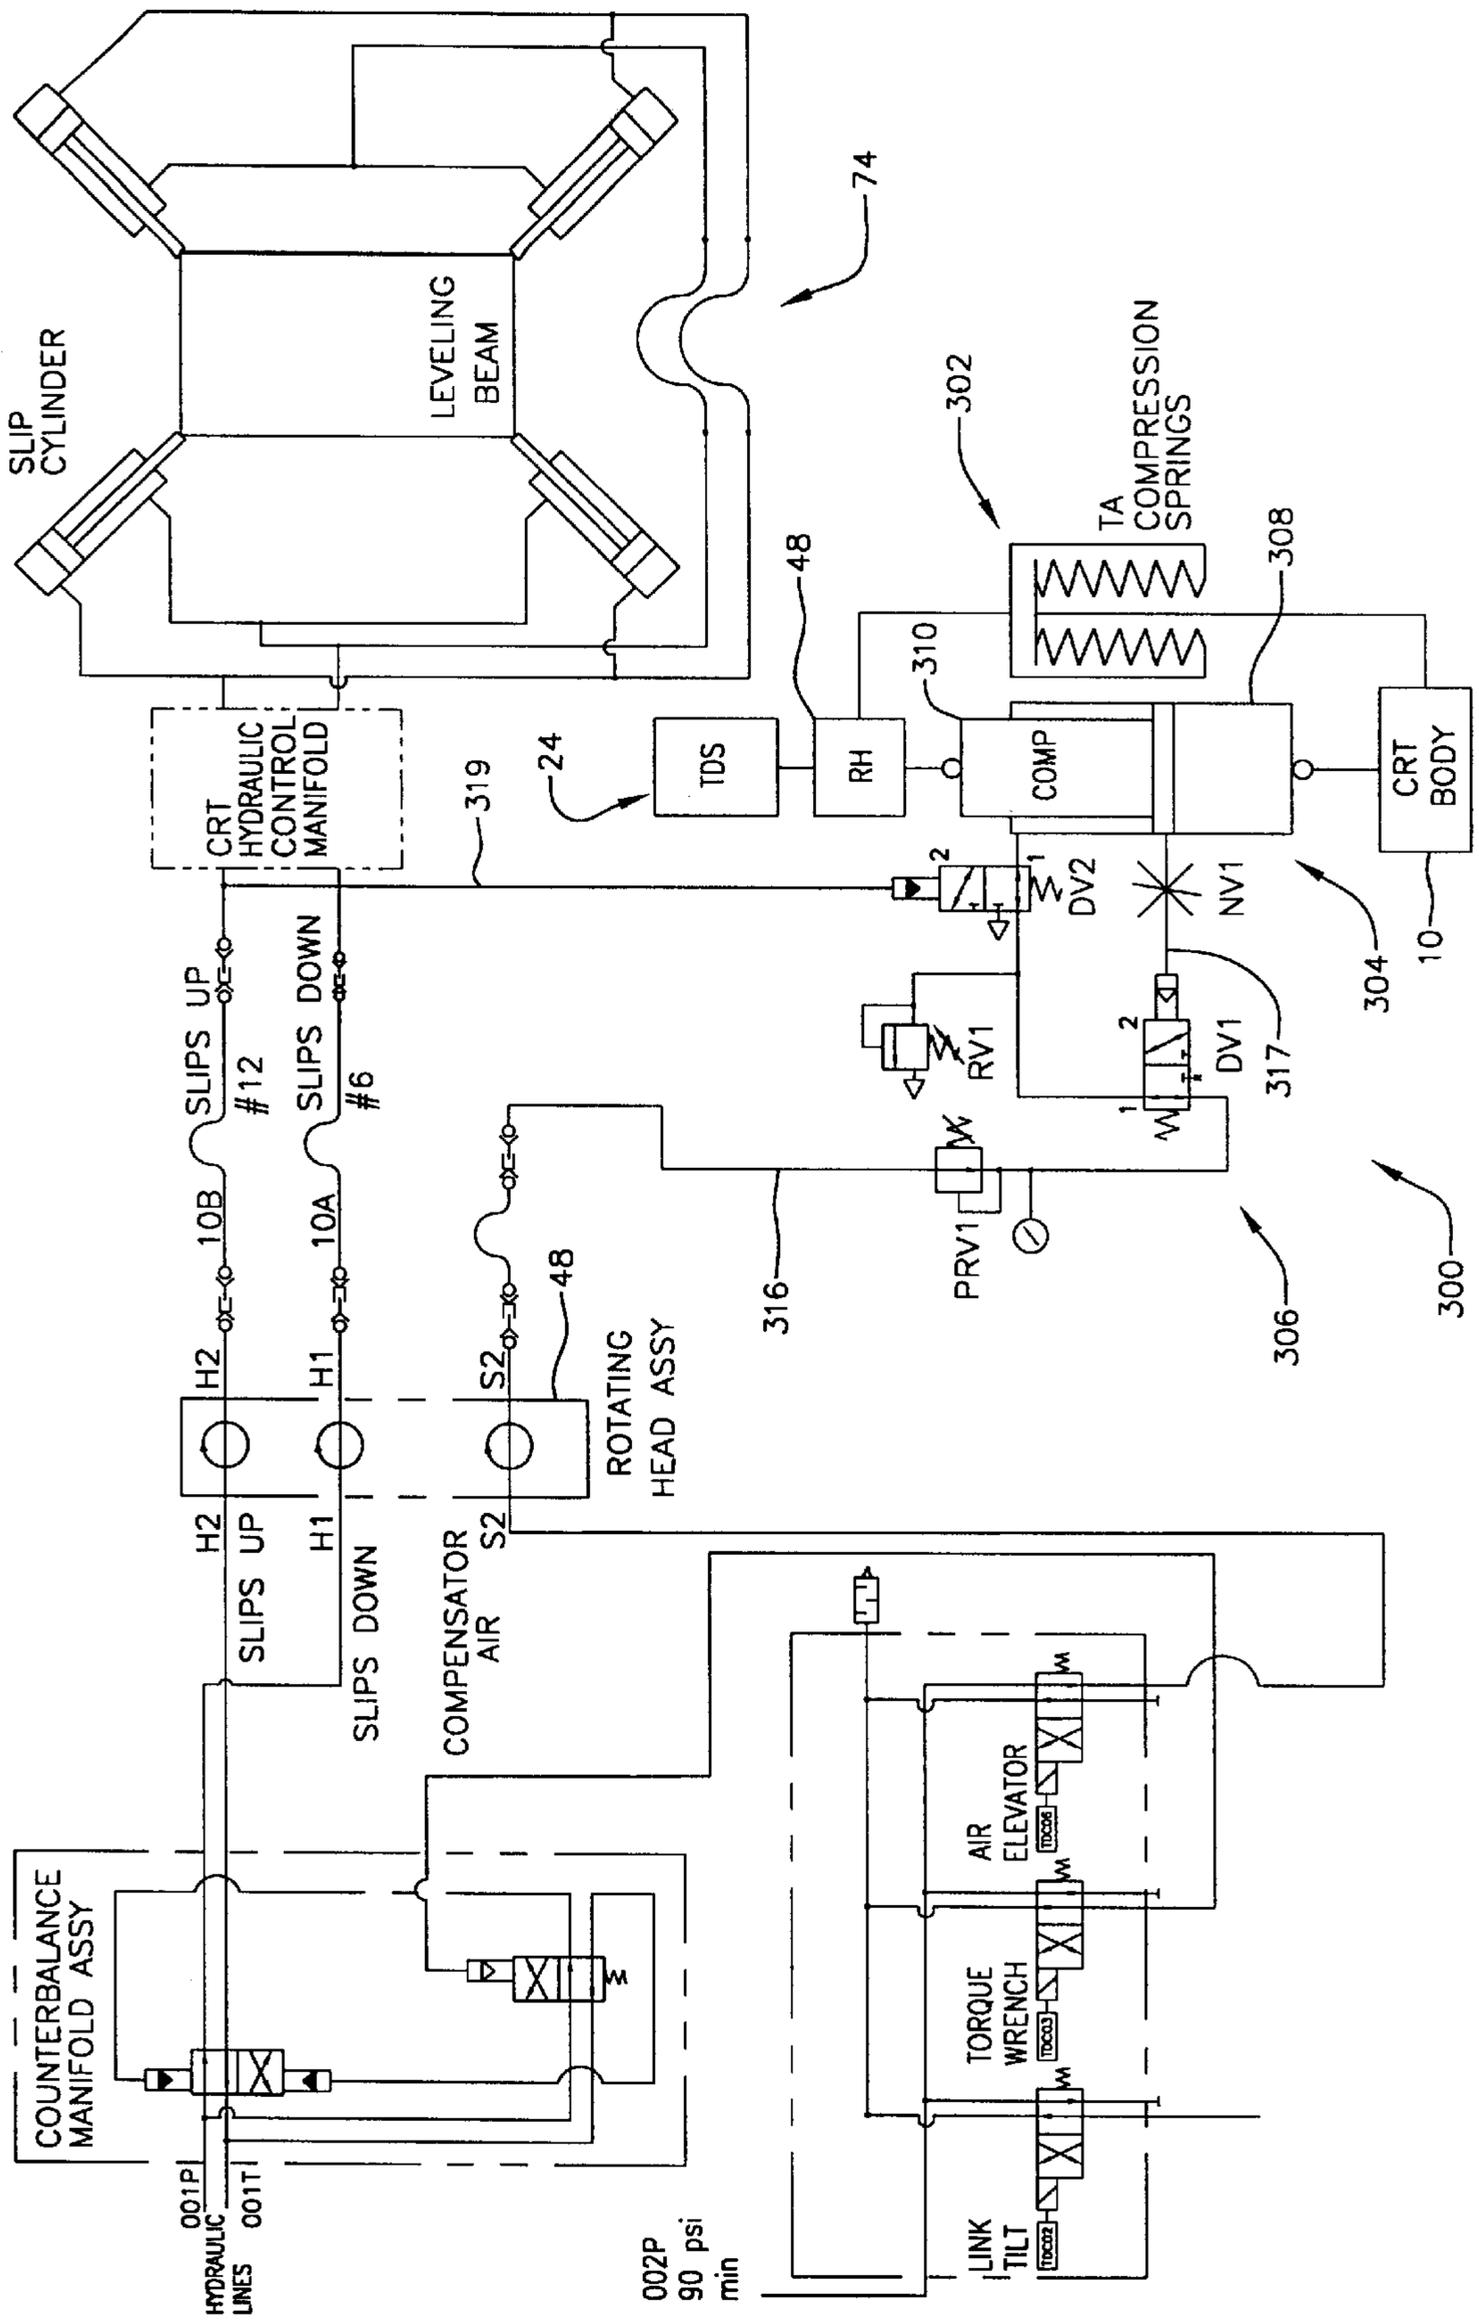 SLIP
CYLINDER
LEVELING
BEAM
74
CRT
HYDRAULIC
CONTROL
MANIFOLD
319
SLIPS UP
#12
SLIPS DOWN
#6
10B
10A
H2
H1
S2
48
ROTATING
HEAD ASSY
H2
SLIPS UP
H1
SLIPS DOWN
COMPENSATOR
AIR
S2
COUNTERBALANCE
MANIFOLD ASSY
001P
HYDRAULIC
LINES
001T
002P
90 psi
min
LINK
TILT
TDC02
TORQUE
WRENCH
TDC03
AIR
ELEVATOR
TDC06
24
TDS
48
RH
310
COMP
302
TA
COMPRESSION
SPRINGS
308
CRT
BODY
10
304
2
1
DV2
NV1
RV1
1
2
DV1
317
316
PRV1
306
300